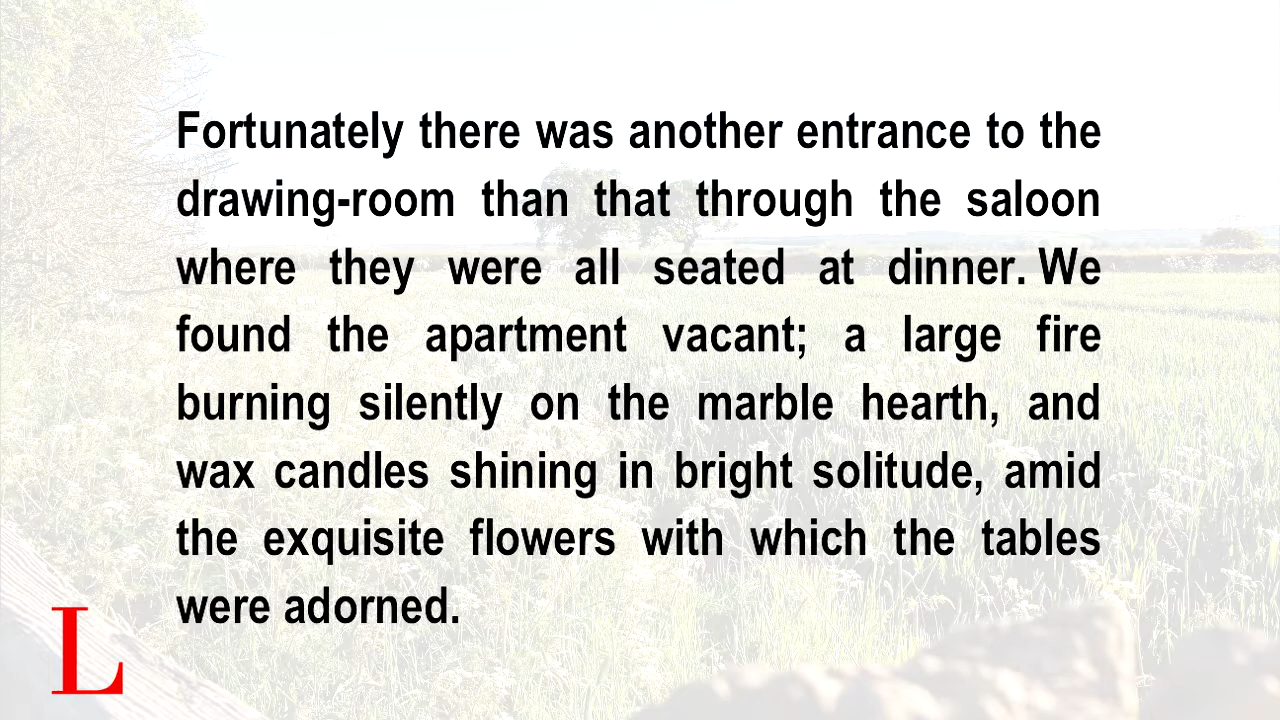 Fortunately there was another entrance to the
drawing-room than that through the saloon
where they were all seated at dinner. We
found the apartment vacant; a large fire
burning silently on the marble hearth, and
wax candles shining in bright solitude, amid
the exquisite flowers with which the tables
were adorned.
L